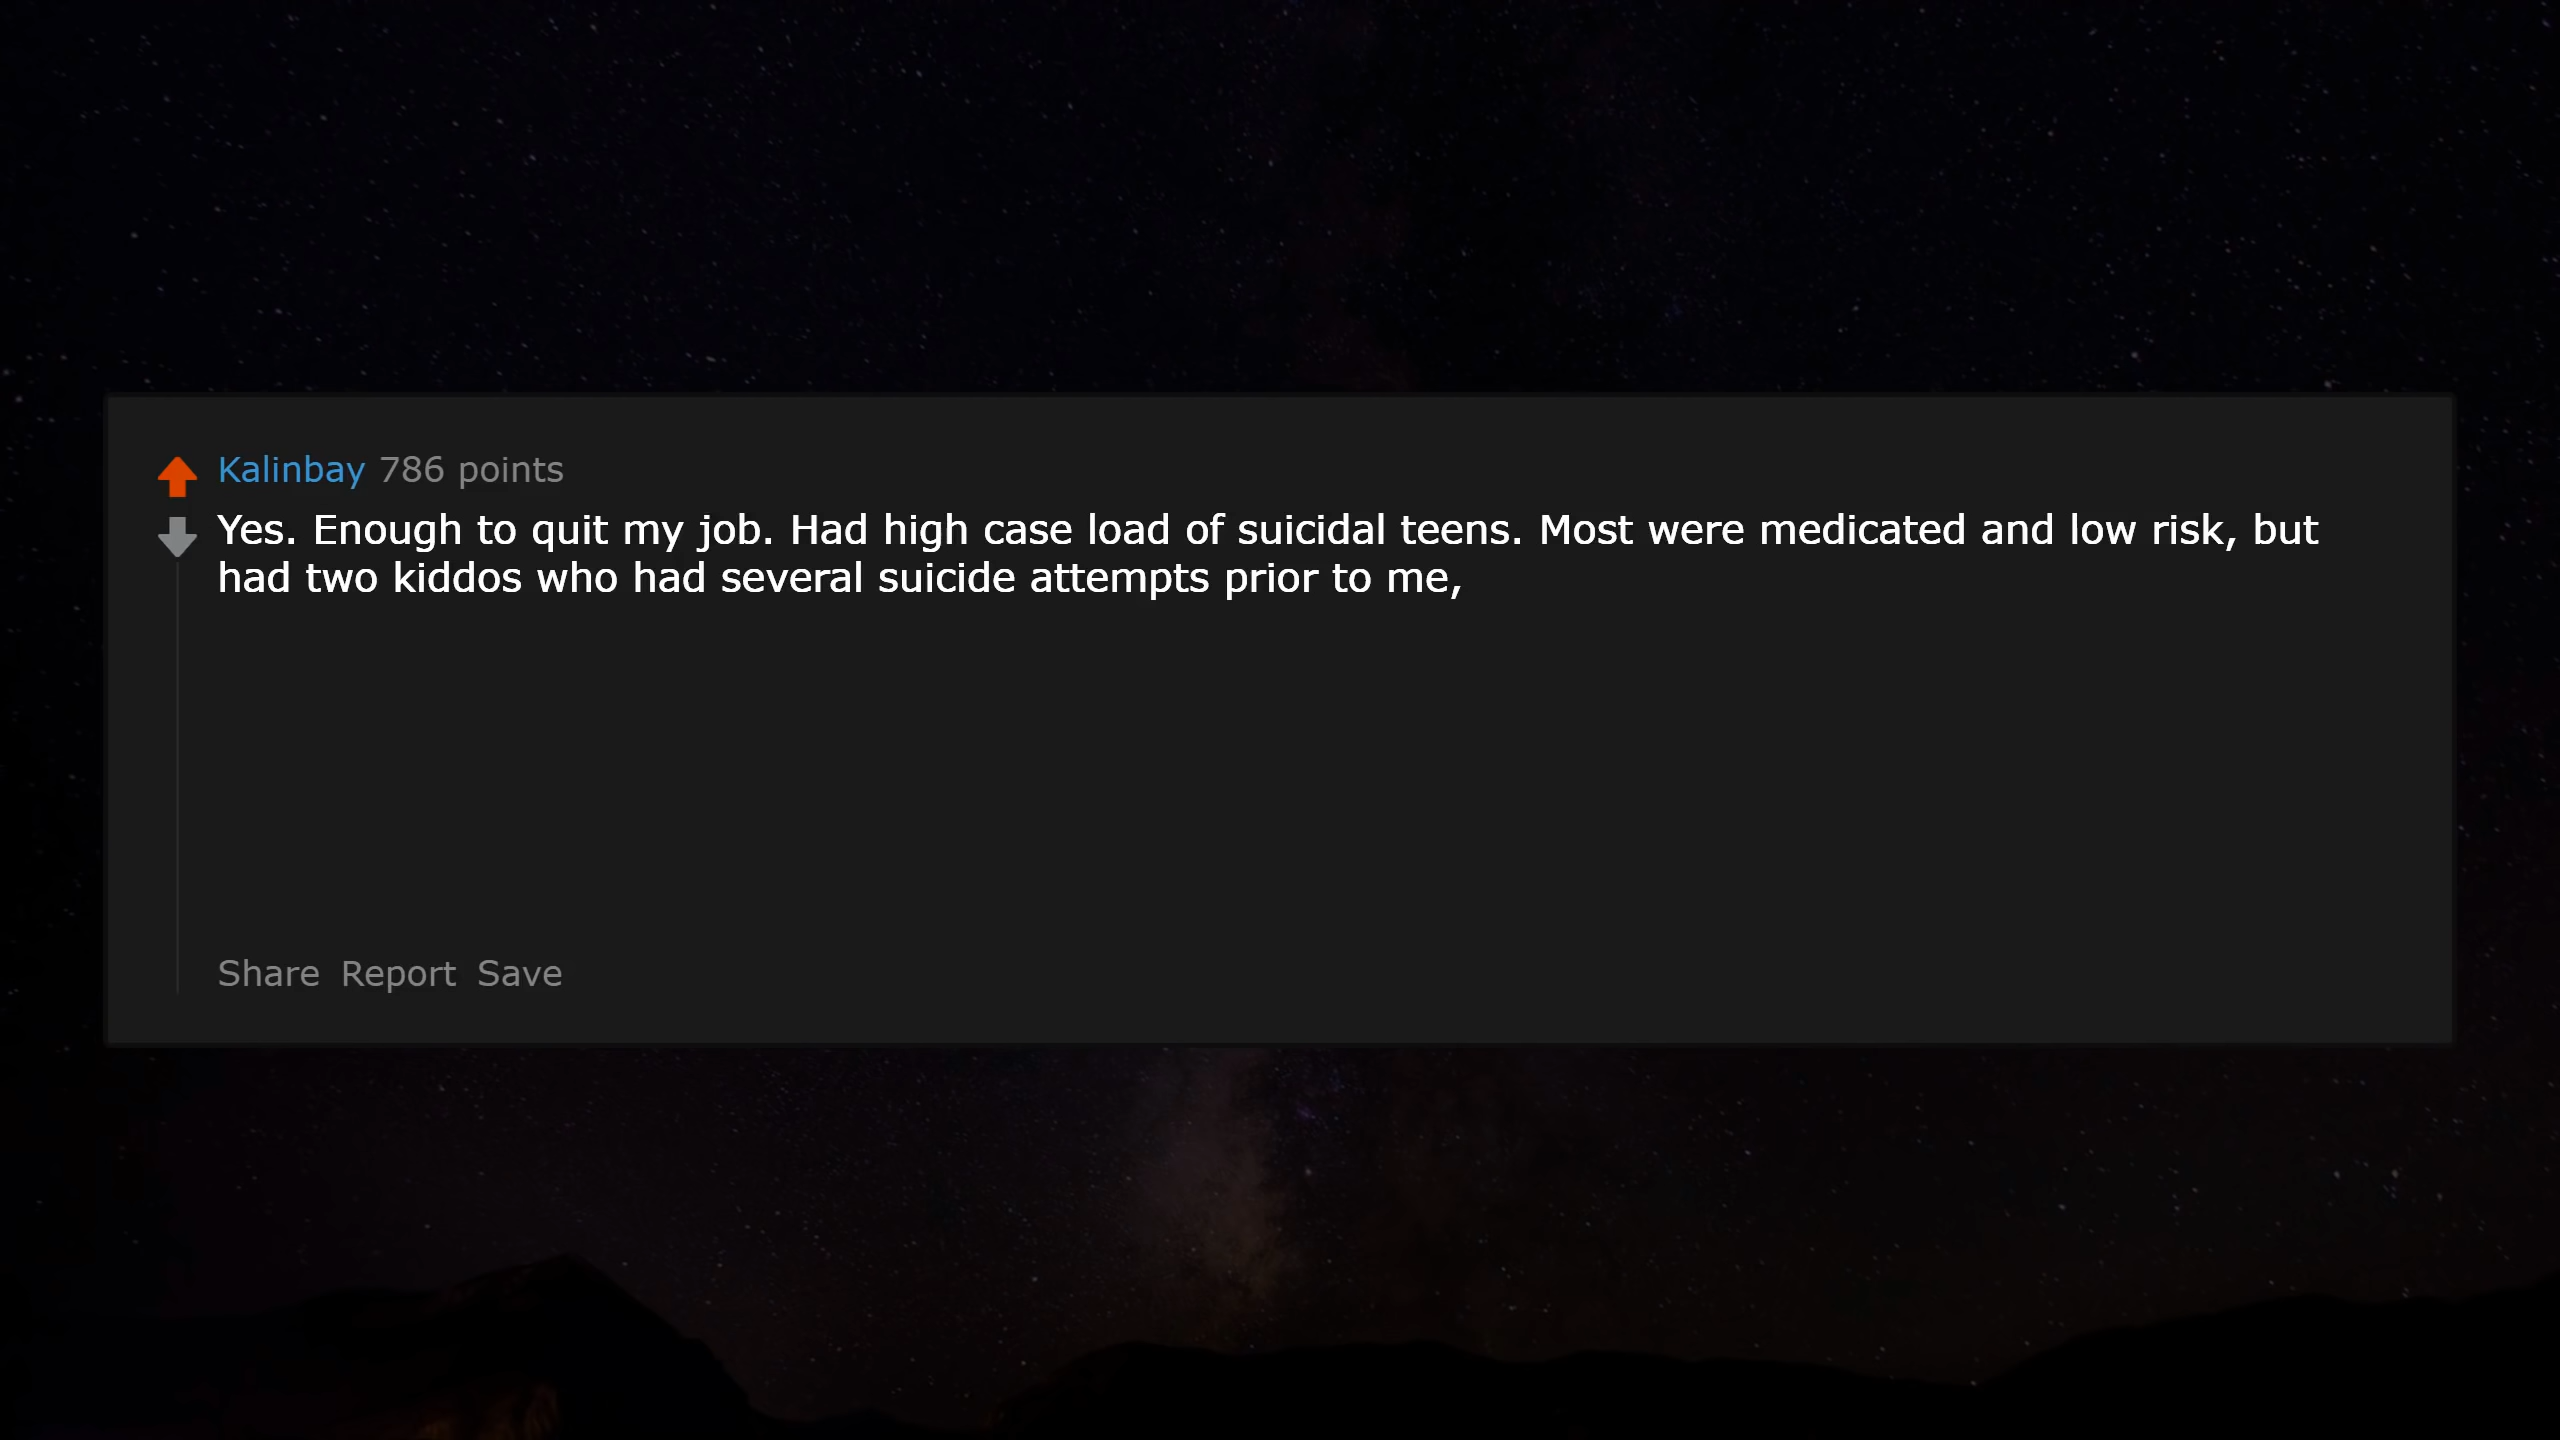 Kalinbay 786 points
Yes. Enough to quit my job. Had high case load of suicidal teens. Most were medicated and low risk, but
had two kiddos who had several suicide attempts prior to me,
Share Report Save